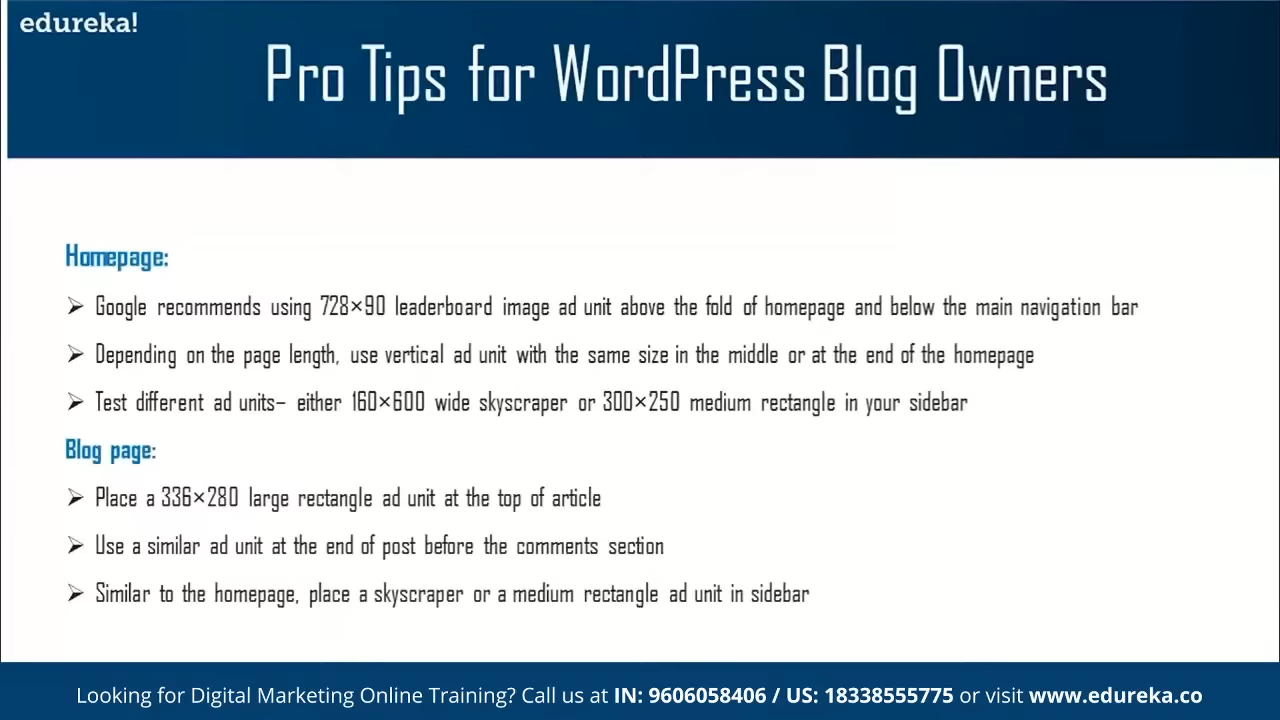 edureka!
Pro Tips for WordPress Blog Owners
Homepage:
➢ Google recommends using 728×90 leaderboard image ad unit above the fold of homepage and below the main navigation bar
➢ Depending on the page length, use vertical ad unit with the same size in the middle or at the end of the homepage
➢ Test different ad units– either 160×600 wide skyscraper or 300×250 medium rectangle in your sidebar
Blog page:
➢ Place a 336×280 large rectangle ad unit at the top of article
➢ Use a similar ad unit at the end of post before the comments section
➢ Similar to the homepage, place a skyscraper or a medium rectangle ad unit in sidebar
Looking for Digital Marketing Online Training? Call us at IN: 9606058406 / US: 18338555775 or visit www.edureka.co